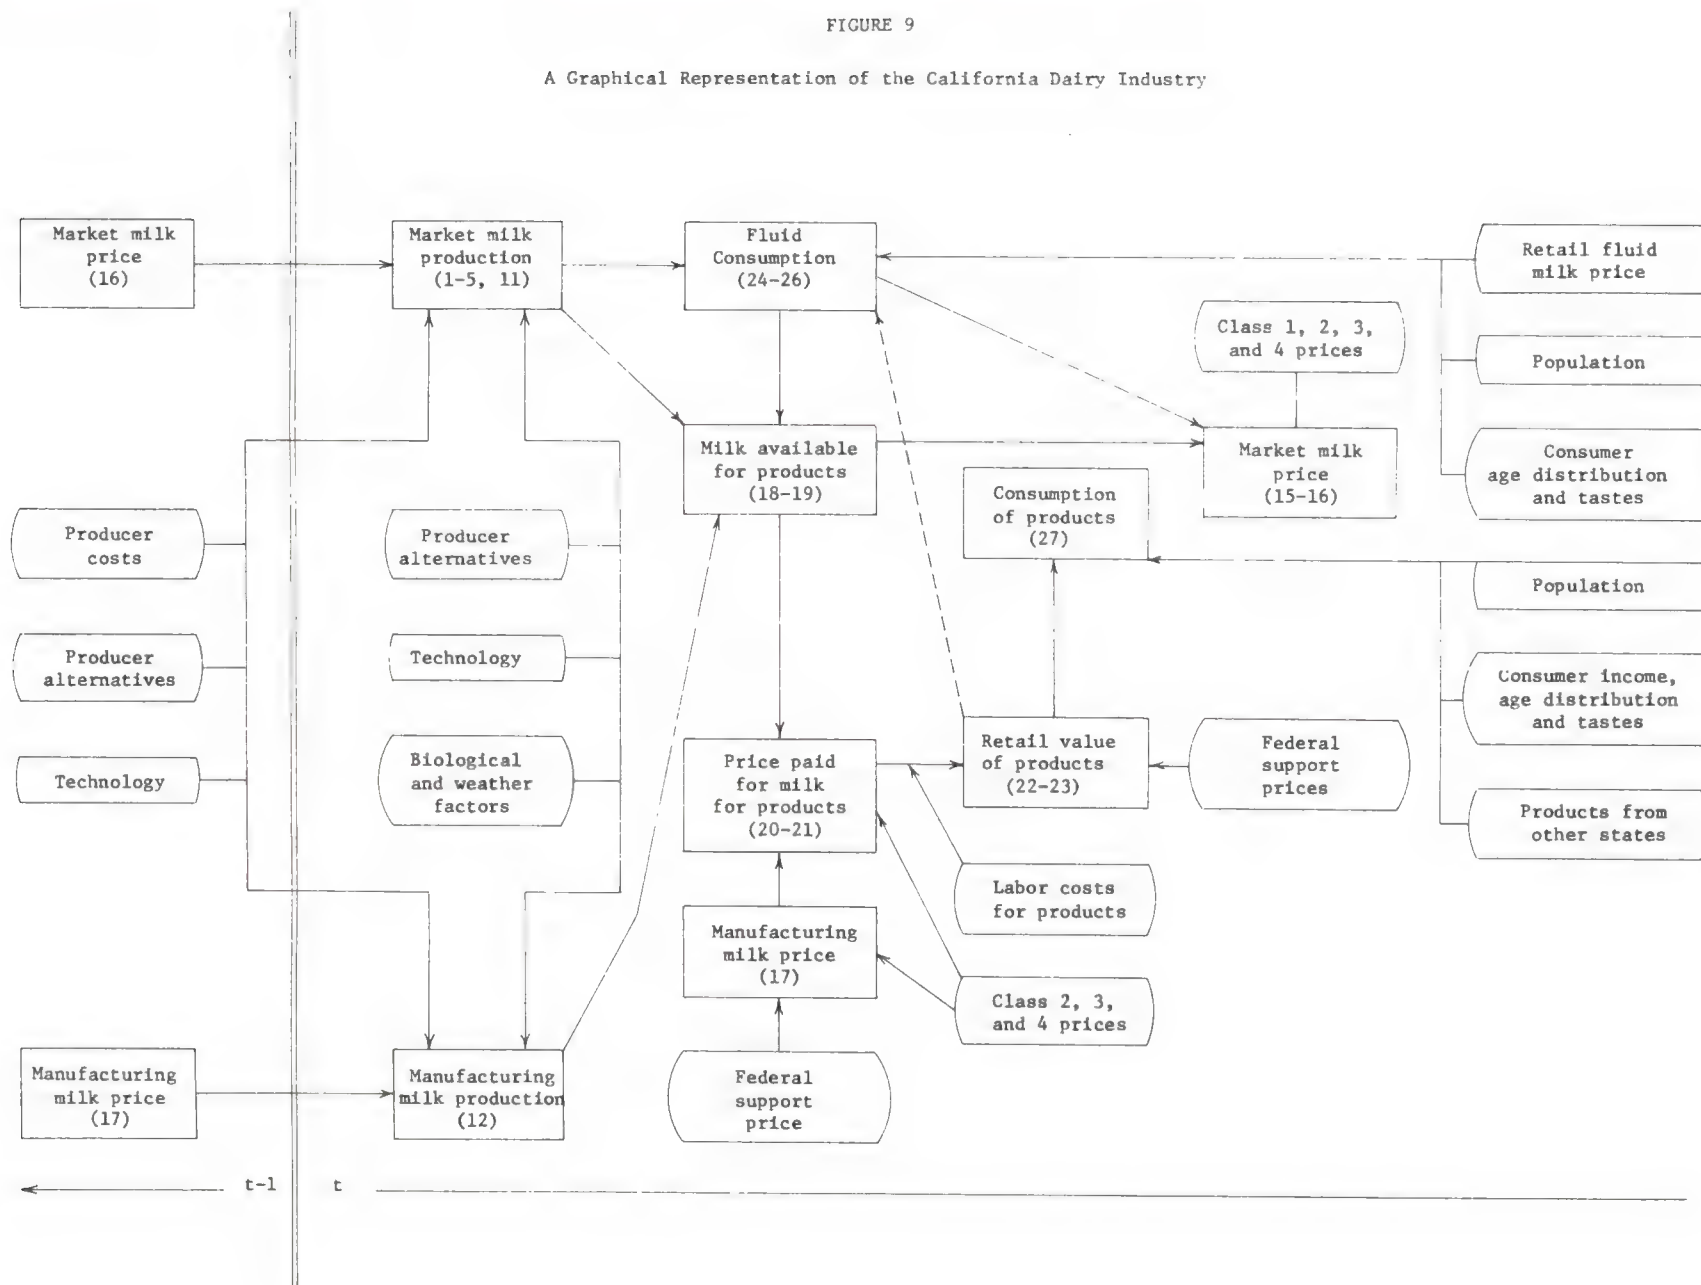 FIGURE 9
A Graphical Representation of the California Dairy Industry
Market milk
price
(16)
Market milk
production
(1-5, 11)
Fluid
Consumption
(24-26)
Retail fluid
milk price
Class 1, 2, 3,
and 4 prices
Population
Milk available
for products
(18-19)
Market milk
price
(15-16)
Consumer
age distribution
and tastes
Consumption
of products
(27)
Producer
costs
Producer
alternatives
Population
Producer
alternatives
Technology
Consumer income,
age distribution
and tastes
Technology
Biological
and weather
factors
Price paid
for milk
for products
(20-21)
Retail value
of products
(22-23)
Federal
support
prices
Products from
other states
Labor costs
for products
Manufacturing
milk price
(17)
Class 2, 3,
and 4 prices
Manufacturing
milk price
(17)
Manufacturing
milk production
(12)
Federal
support
price
t-1
t